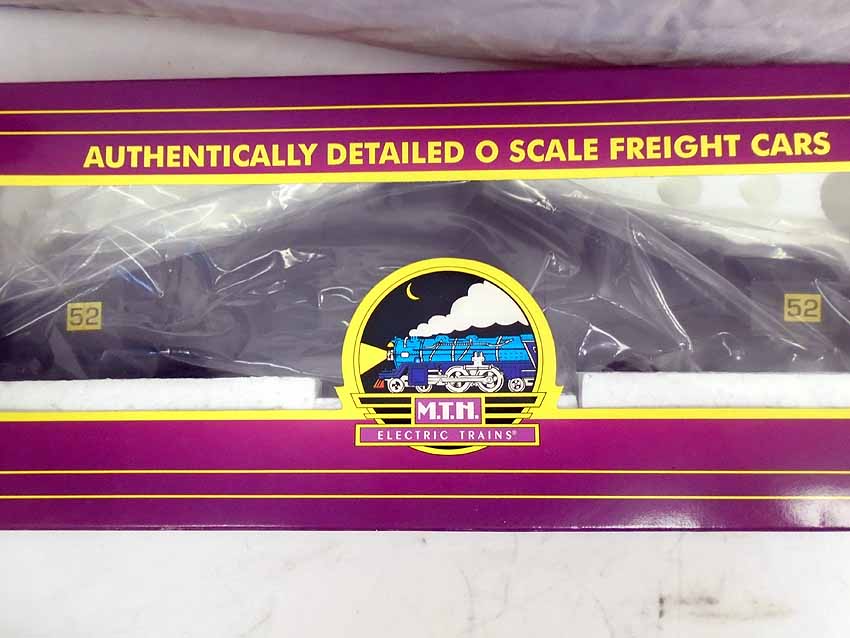 AUTHENTICALLY DETAILED O SCALE FREIGHT CARS
52
52
M.T.H.
ELECTRIC TRAINS®